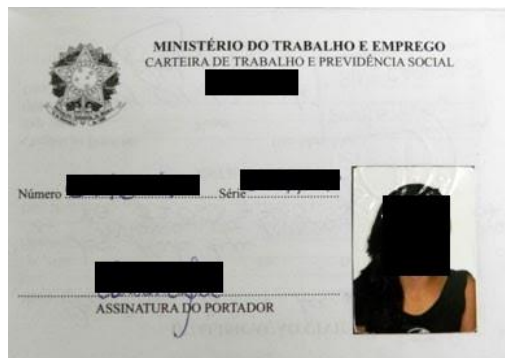 MINISTÉRIO DO TRABALHO E EMPREGO
CARTEIRA DE TRABALHO E PREVIDÊNCIA SOCIAL
Número Série
ASSINATURA DO PORTADOR